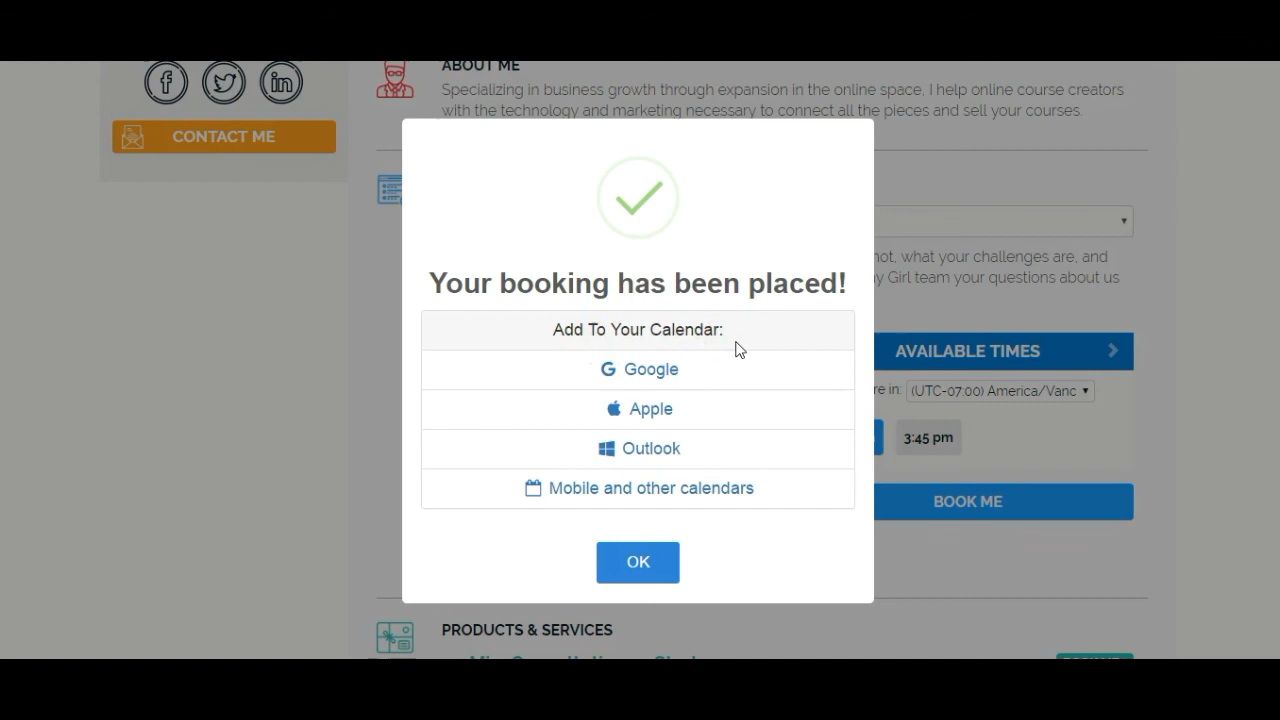 ABOUT ME
Specializing in business growth through expansion in the online space. I help online course creators
with the technology and marketing necessary to connect all the pieces and sell your courses.
CONTACT ME
not, what your challenges are, and
Girl team your questions about us
Your booking has been placed!
Add To Your Calendar:
Google
Apple
Outlook
Mobile and other calendars
OK
AVAILABLE TIMES
re in: (UTC-07:00) America/Vanc
3:45 pm
BOOK ME
PRODUCTS & SERVICES